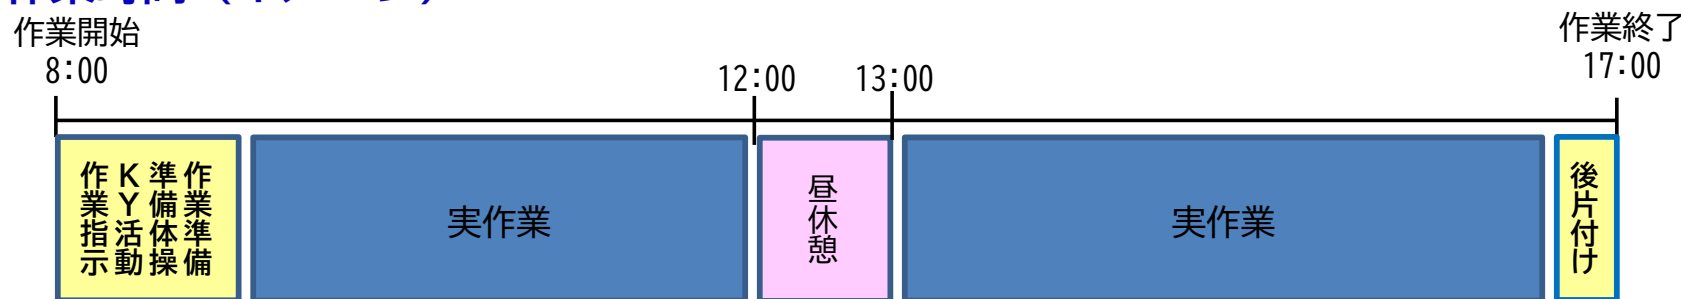 作業開始
8:00
12:00
13:00
作業終了
17:00
作業準備
準備体操
KY活動
作業指示
実作業
昼休憩
実作業
後片付け